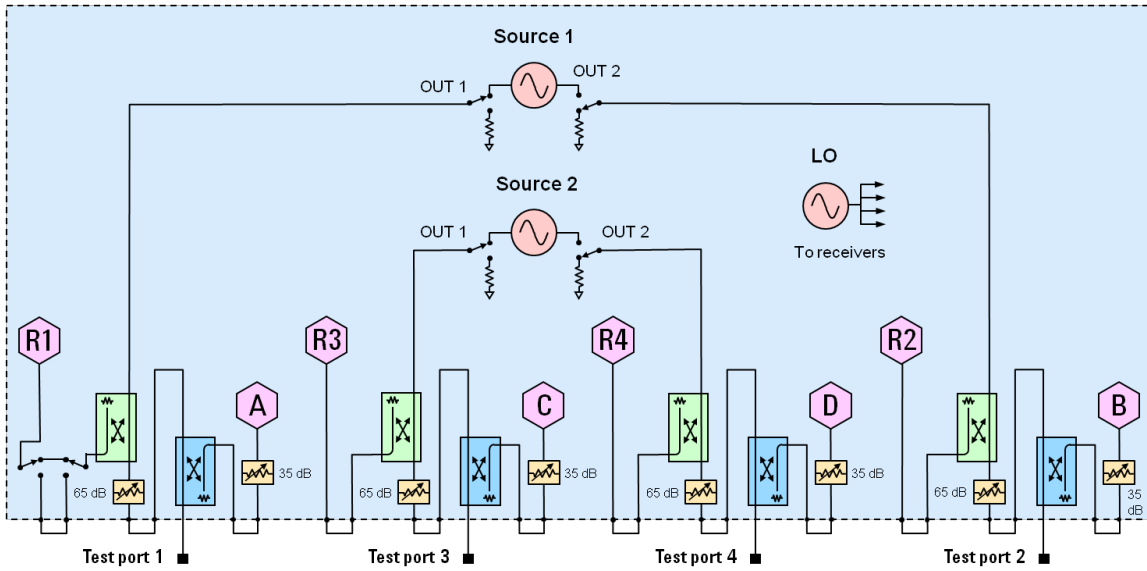 Source 1
OUT 1
OUT 2
LO
Source 2
OUT 1
OUT 2
To receivers
R1
R3
R4
R2
A
C
D
B
35 dB
35 dB
35 dB
35
dB
65 dB
65 dB
65 dB
65 dB
Test port 1
Test port 3
Test port 4
Test port 2